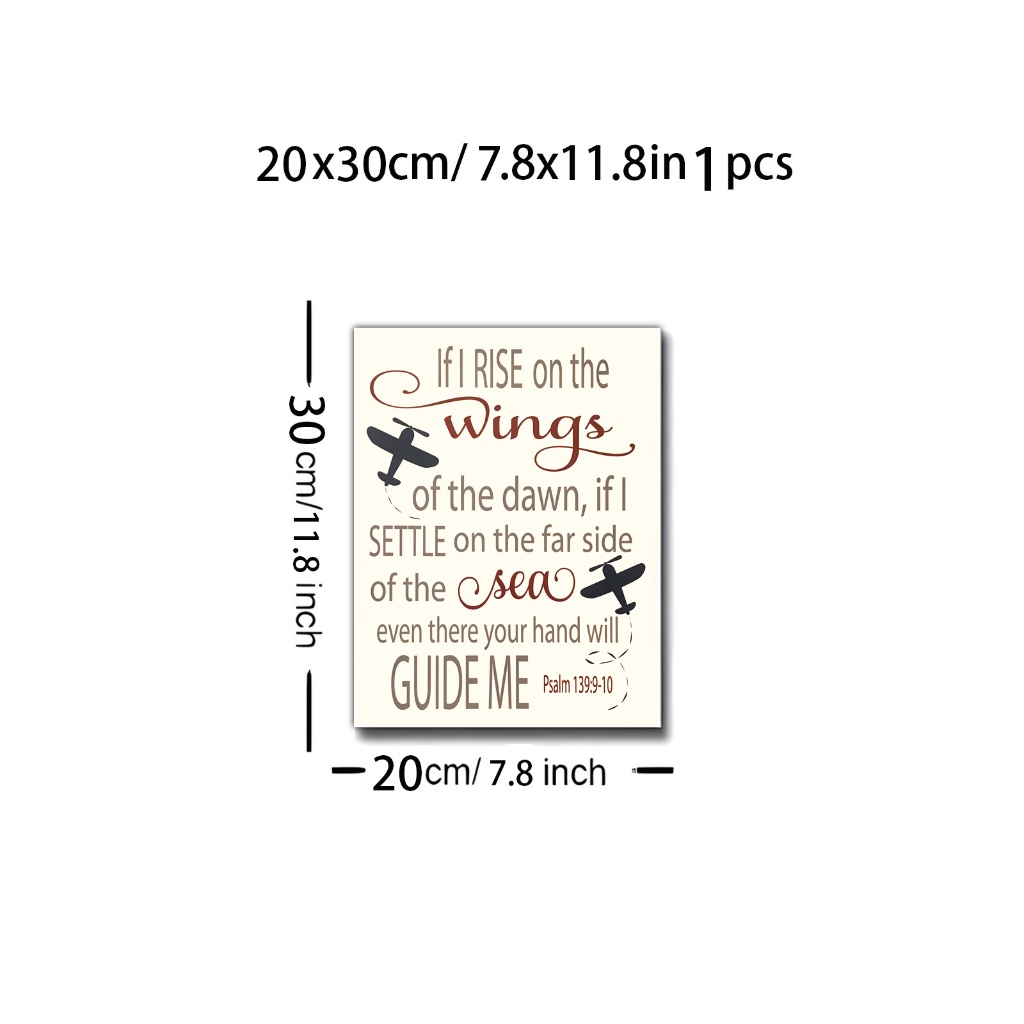 20x30cm/ 7.8x11.8in 1 pcs
If I RISE on the
wings
of the dawn, if I
SETTLE on the far side
of the sea
even there your hand will
GUIDE ME Psalm 139:9-10
30cm/11.8 inch
20cm/ 7.8 inch